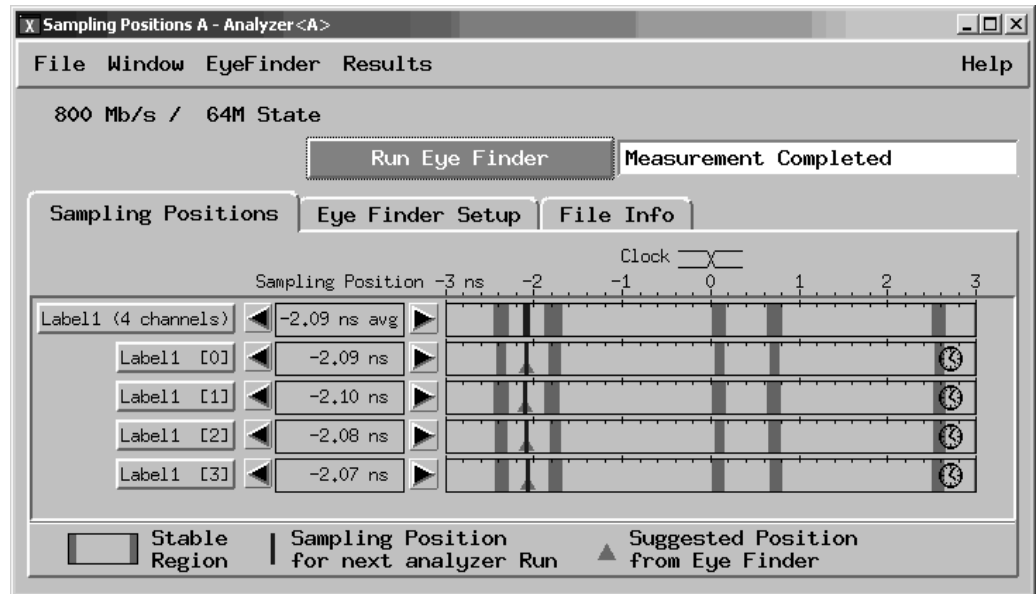 X Sampling Positions A - Analyzer<A>
File Window EyeFinder Results Help
800 Mb/s / 64M State
Run Eye Finder Measurement Completed
Sampling Positions Eye Finder Setup File Info
Clock
Sampling Position -3 ns -2 -1 0 1 2 3
Label1 (4 channels) -2.09 ns avg
Label1 [0] -2.09 ns
Label1 [1] -2.10 ns
Label1 [2] -2.08 ns
Label1 [3] -2.07 ns
Stable Region
Sampling Position for next analyzer Run
Suggested Position from Eye Finder